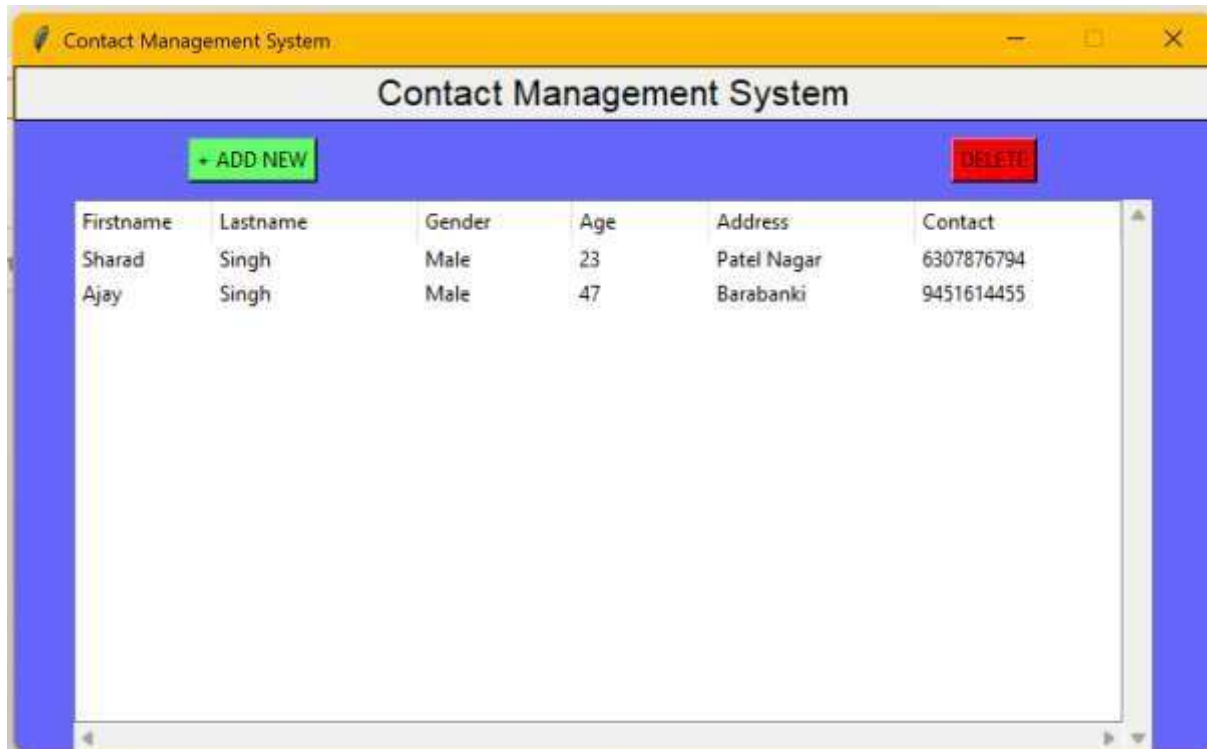 Contact Management System
Contact Management System
+ ADD NEW DELETE
Firstname Lastname Gender Age Address Contact
Sharad Singh Male 23 Patel Nagar 6307876794
Ajay Singh Male 47 Barabanki 9451614455